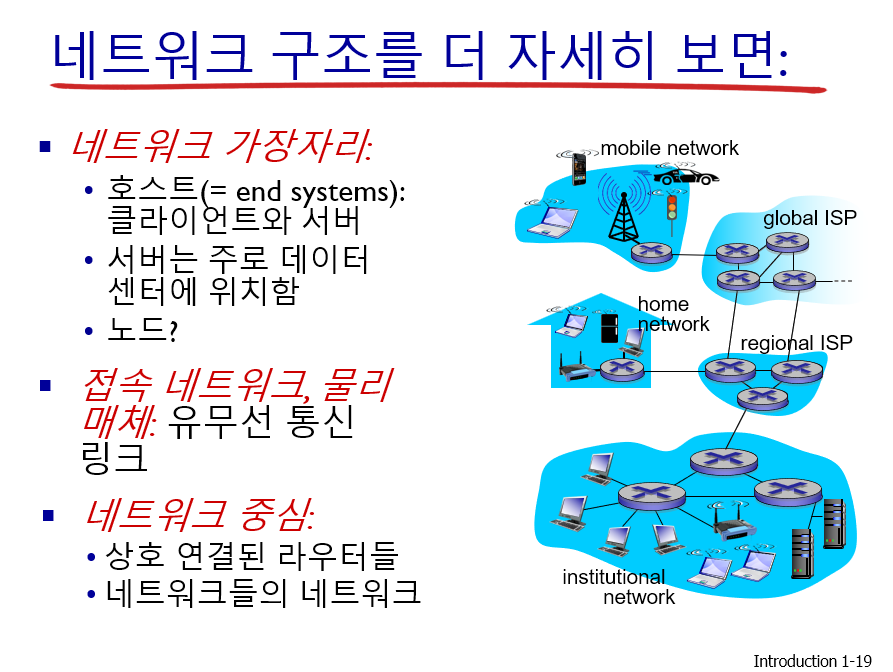 네트워크 구조를 더 자세히 보면:
네트워크 가장자리:
호스트(= end systems):
클라이언트와 서버
서버는 주로 데이터
센터에 위치함
노드?
접속 네트워크, 물리
매체: 유무선 통신
링크
네트워크 중심:
상호 연결된 라우터들
네트워크들의 네트워크
mobile network
global ISP
home
network
regional ISP
institutional
network
Introduction 1-19